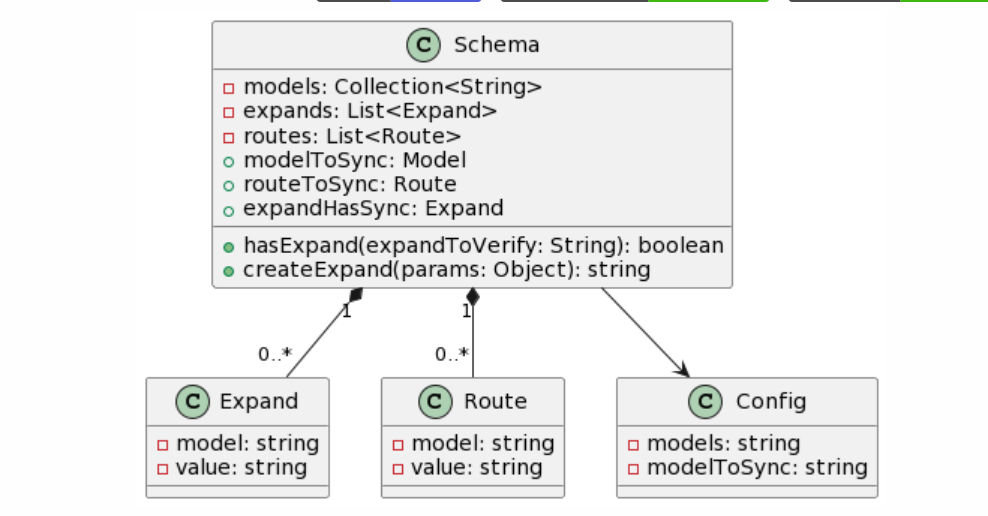 C Schema
models: Collection<String>
expands: List<Expand>
routes: List<Route>
modelToSync: Model
routeToSync: Route
expandHasSync: Expand
hasExpand(expandToVerify: String): boolean
createExpand(params: Object): string
1
1
0..*
0..*
C Expand
model: string
value: string
C Route
model: string
value: string
C Config
models: string
modelToSync: string